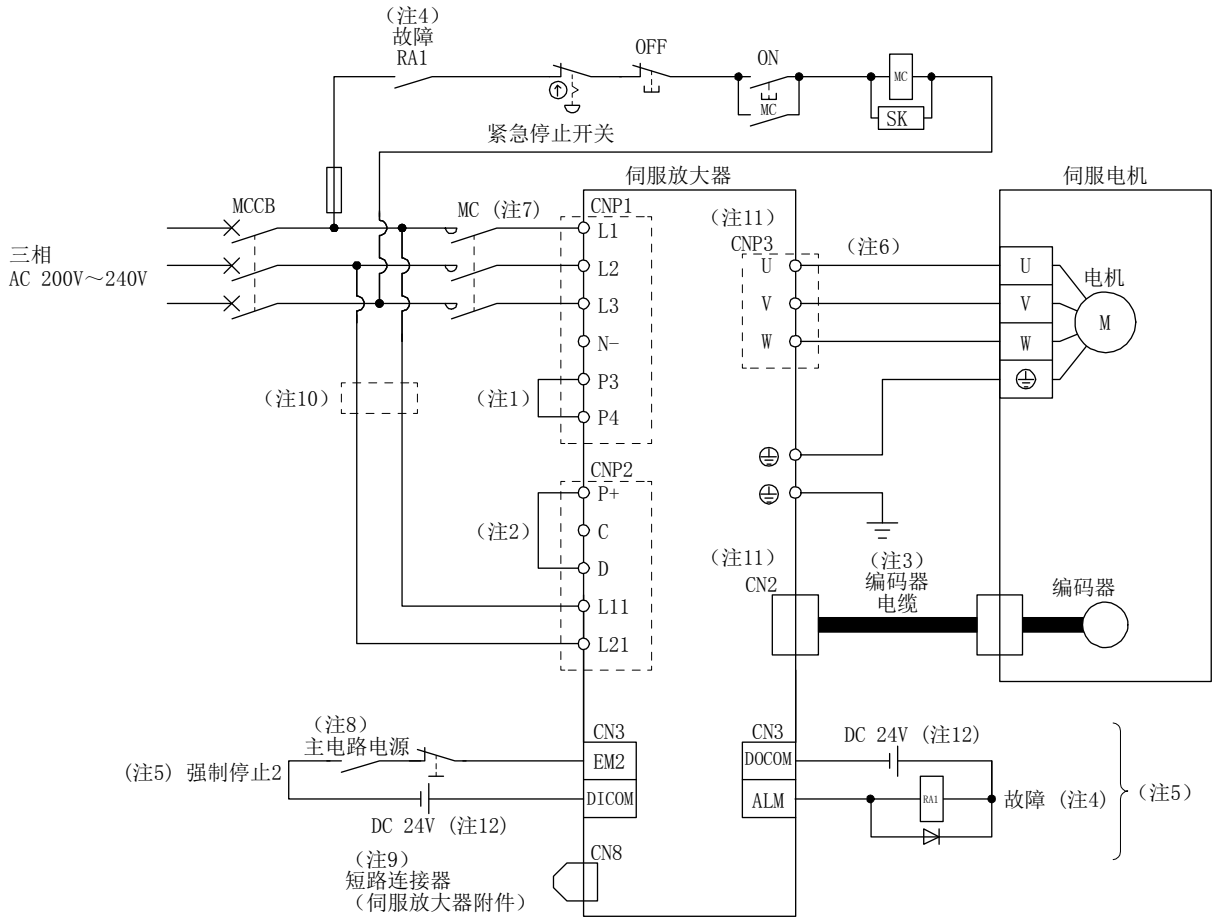 （注4）
故障
RA1
OFF
ON
MC
MC
SK
紧急停止开关
伺服放大器
伺服电机
MCCB
MC (注7)
CNP1
（注11）
CNP3
（注6）
三相
AC 200V～240V
L1
L2
L3
N-
P3
P4
U
V
W
U
V
W
电机
M
（注10）
（注1）
CNP2
P+
C
D
L11
L21
（注2）
（注11）
CN2
（注3）
编码器
电缆
编码器
（注8）
主电路电源
(注5) 强制停止2
DC 24V (注12)
CN3
EM2
DICOM
CN3
DOCOM
ALM
DC 24V (注12)
RA1
故障 (注4)
（注5）
CN8
（注9）
短路连接器
（伺服放大器附件）